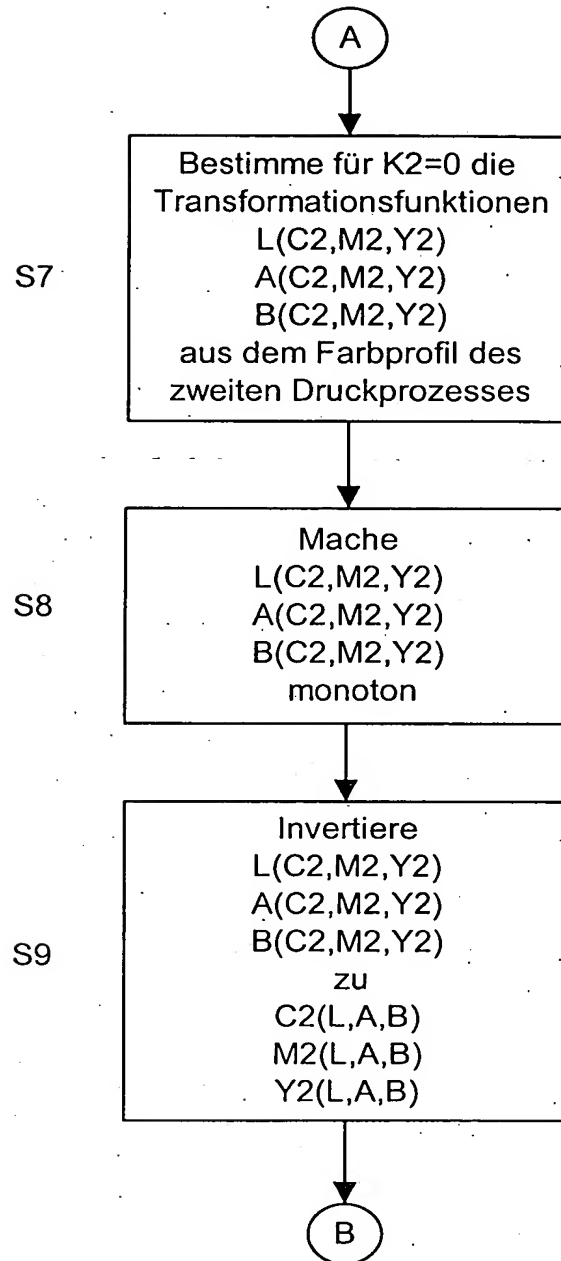 A
S7
Bestimme für K2=0 die
Transformationsfunktionen
L(C2,M2,Y2)
A(C2,M2,Y2)
B(C2,M2,Y2)
aus dem Farbprofil des
zweiten Druckprozesses
S8
Mache
L(C2,M2,Y2)
A(C2,M2,Y2)
B(C2,M2,Y2)
monoton
S9
Invertiere
L(C2,M2,Y2)
A(C2,M2,Y2)
B(C2,M2,Y2)
zu
C2(L,A,B)
M2(L,A,B)
Y2(L,A,B)
B